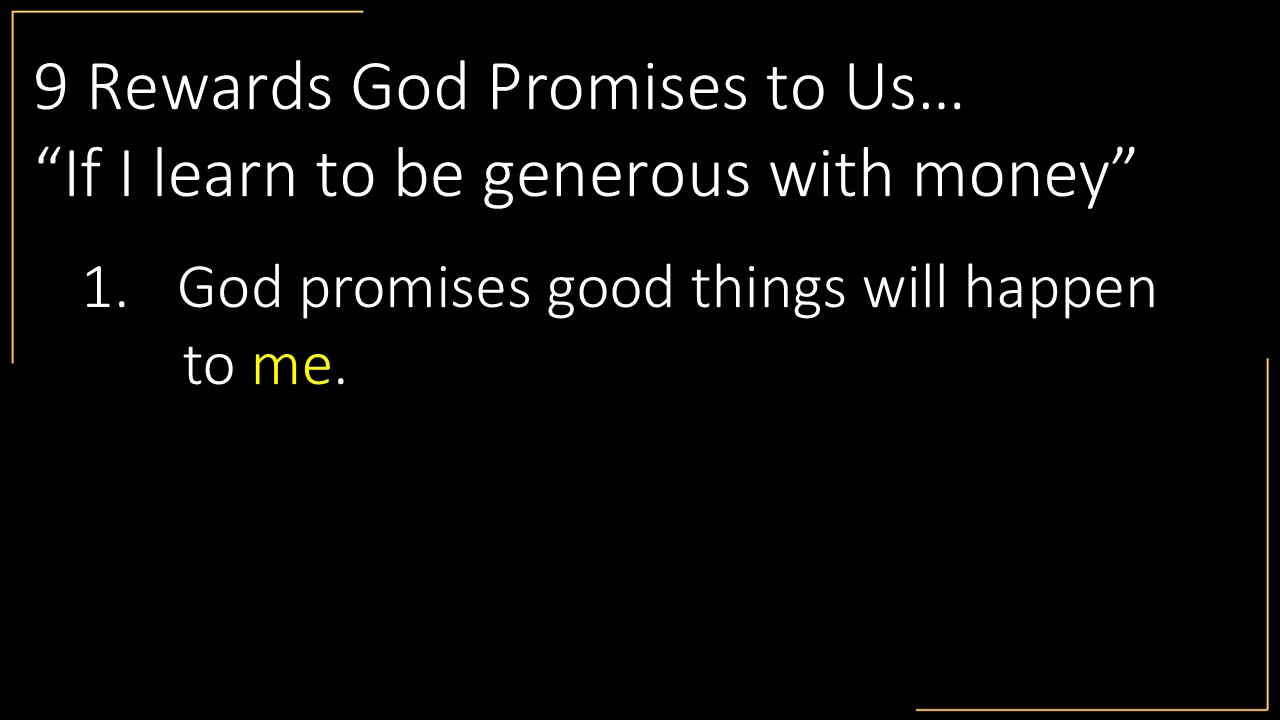 9 Rewards God Promises to Us…
“If I learn to be generous with money”
1. God promises good things will happen
to me.